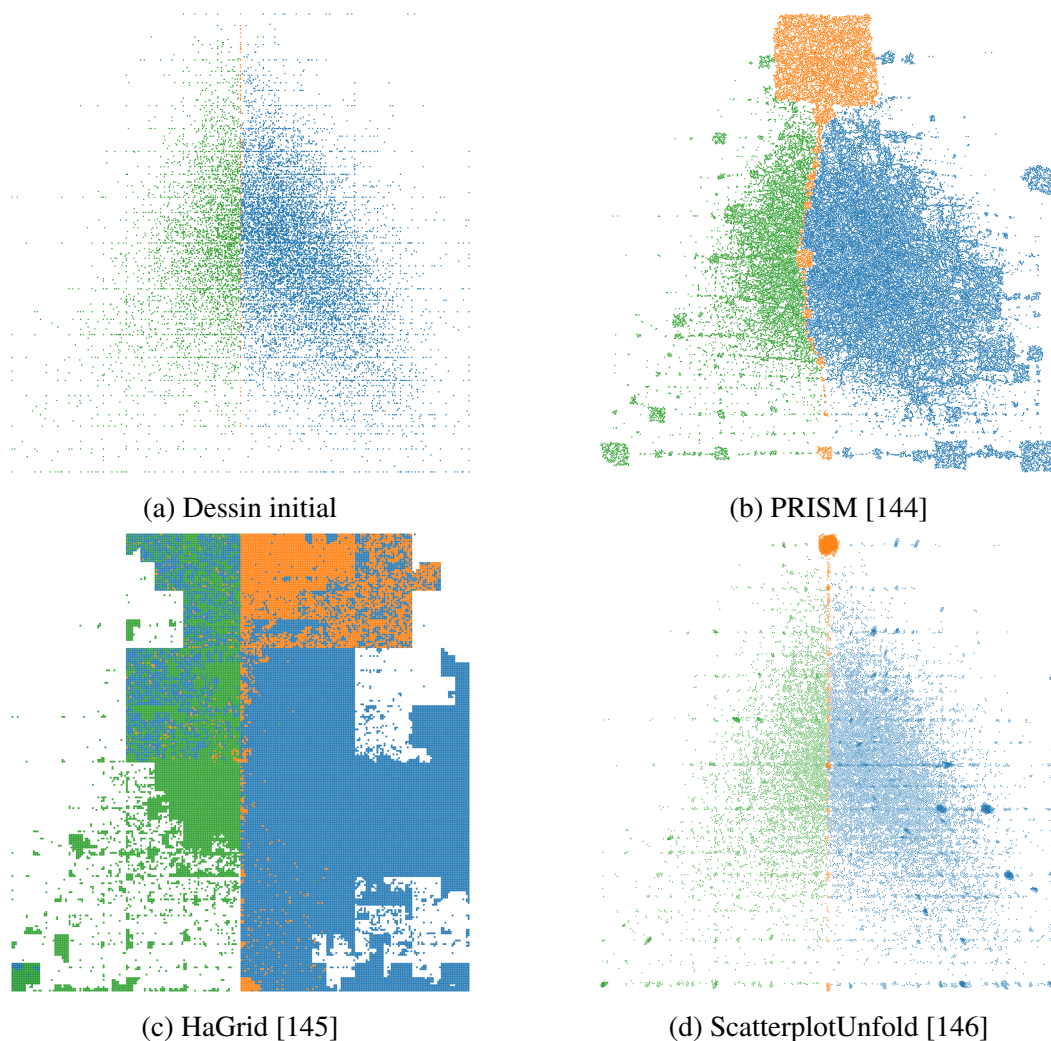 (a) Dessin initial
(b) PRISM [144]
(c) HaGrid [145]
(d) ScatterplotUnfold [146]